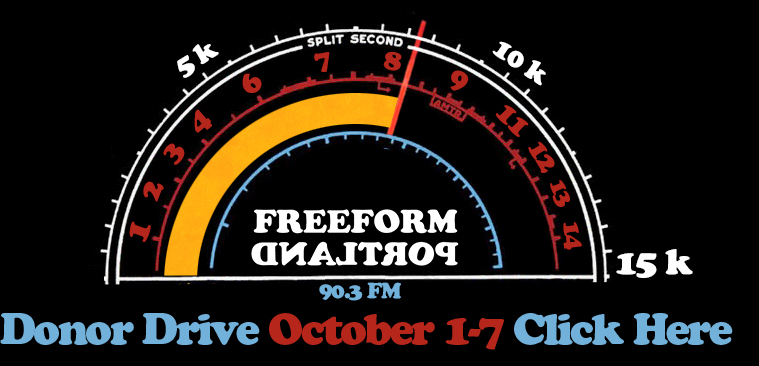 SPLIT SECOND
5 k
10 k
15 k
1 2 3 4 6 7 8 9 11 12 13 14
AMTR
FREEFORM
PORTLAND
90.3 FM
Donor Drive October 1-7 Click Here